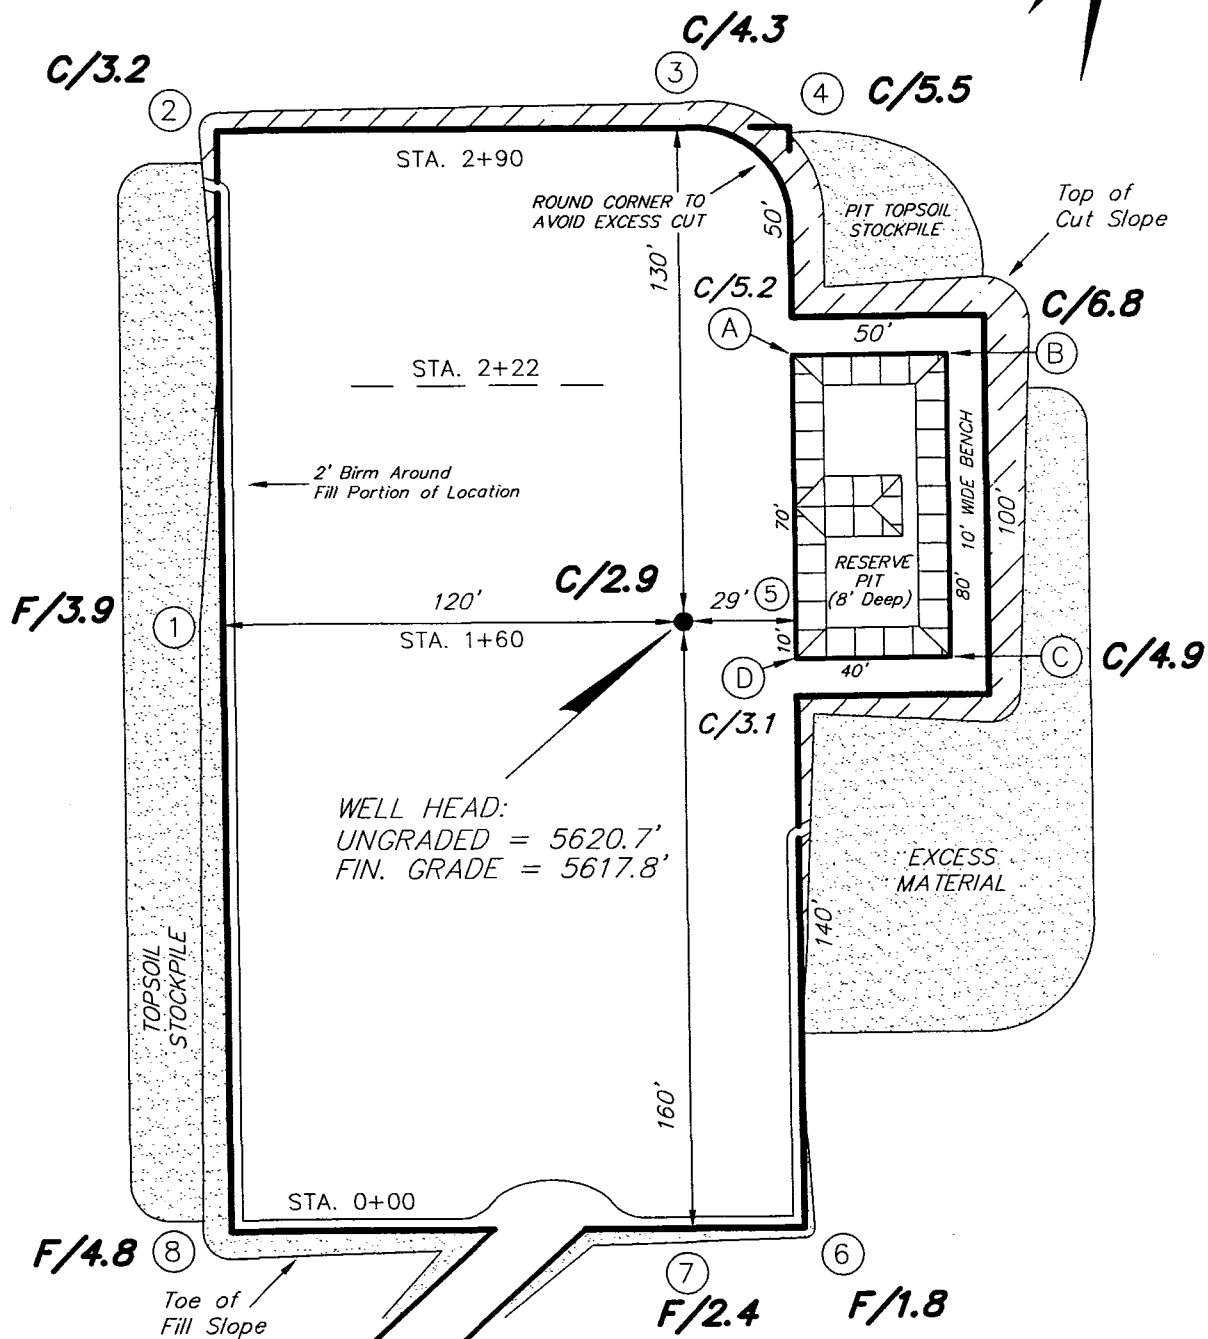 C/4.3
C/3.2
3
4
C/5.5
2
STA. 2+90
ROUND CORNER TO
AVOID EXCESS CUT
50'
PIT TOPSOIL
STOCKPILE
Top of
Cut Slope
130'
C/5.2
C/6.8
A
50'
B
STA. 2+22
2' Birm Around
Fill Portion of Location
10' WIDE BENCH
100'
70'
RESERVE
PIT
(8' Deep)
80'
C/2.9
F/3.9
1
120'
STA. 1+60
29'
5
10'
40'
D
C
C/4.9
C/3.1
WELL HEAD:
UNGRADED = 5620.7'
FIN. GRADE = 5617.8'
EXCESS
MATERIAL
140'
TOPSOIL
STOCKPILE
160'
STA. 0+00
F/4.8
8
6
7
Toe of
Fill Slope
F/2.4
F/1.8